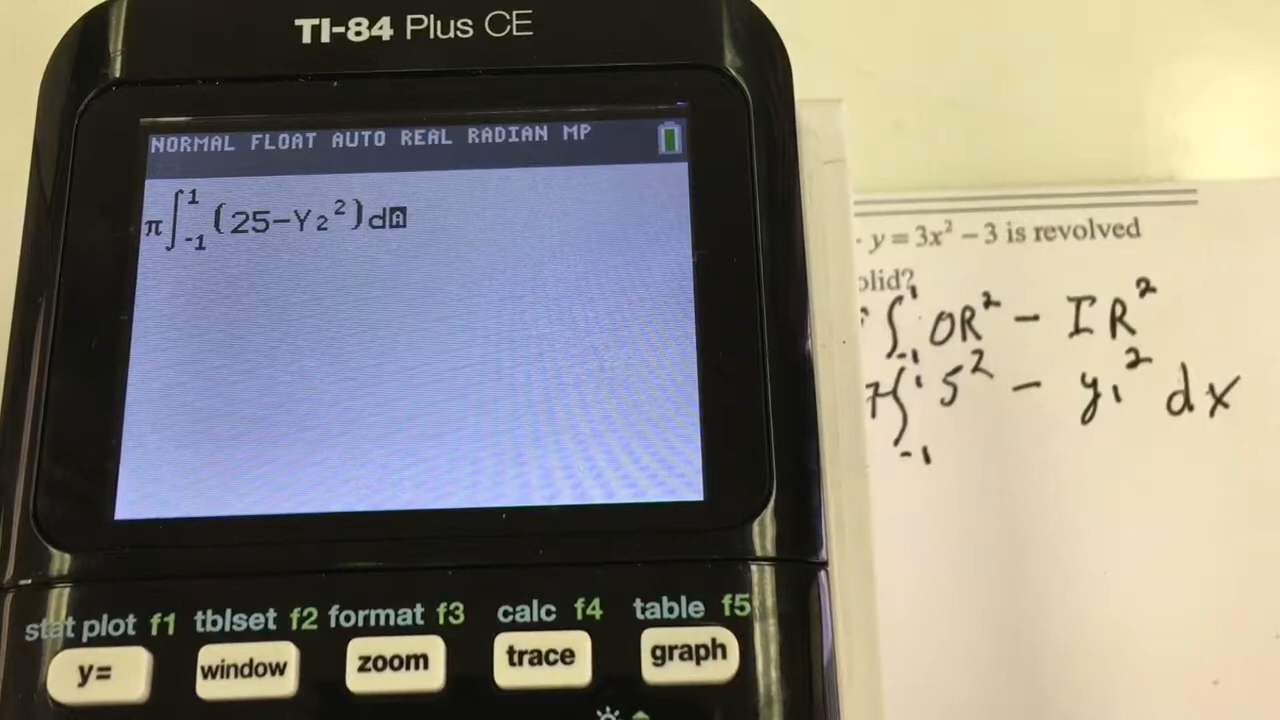 TI-84 Plus CE
NORMAL FLOAT AUTO REAL RADIAN MP
π∫₋₁¹(25-Y₂²)dA
y = 3x² – 3 is revolved
olid?
∫₋₁¹ OR² - IR²
π∫₋₁¹ 5² - y₁² dx
stat plot f1 tblset f2 format f3 calc f4 table f5
y= window zoom trace graph